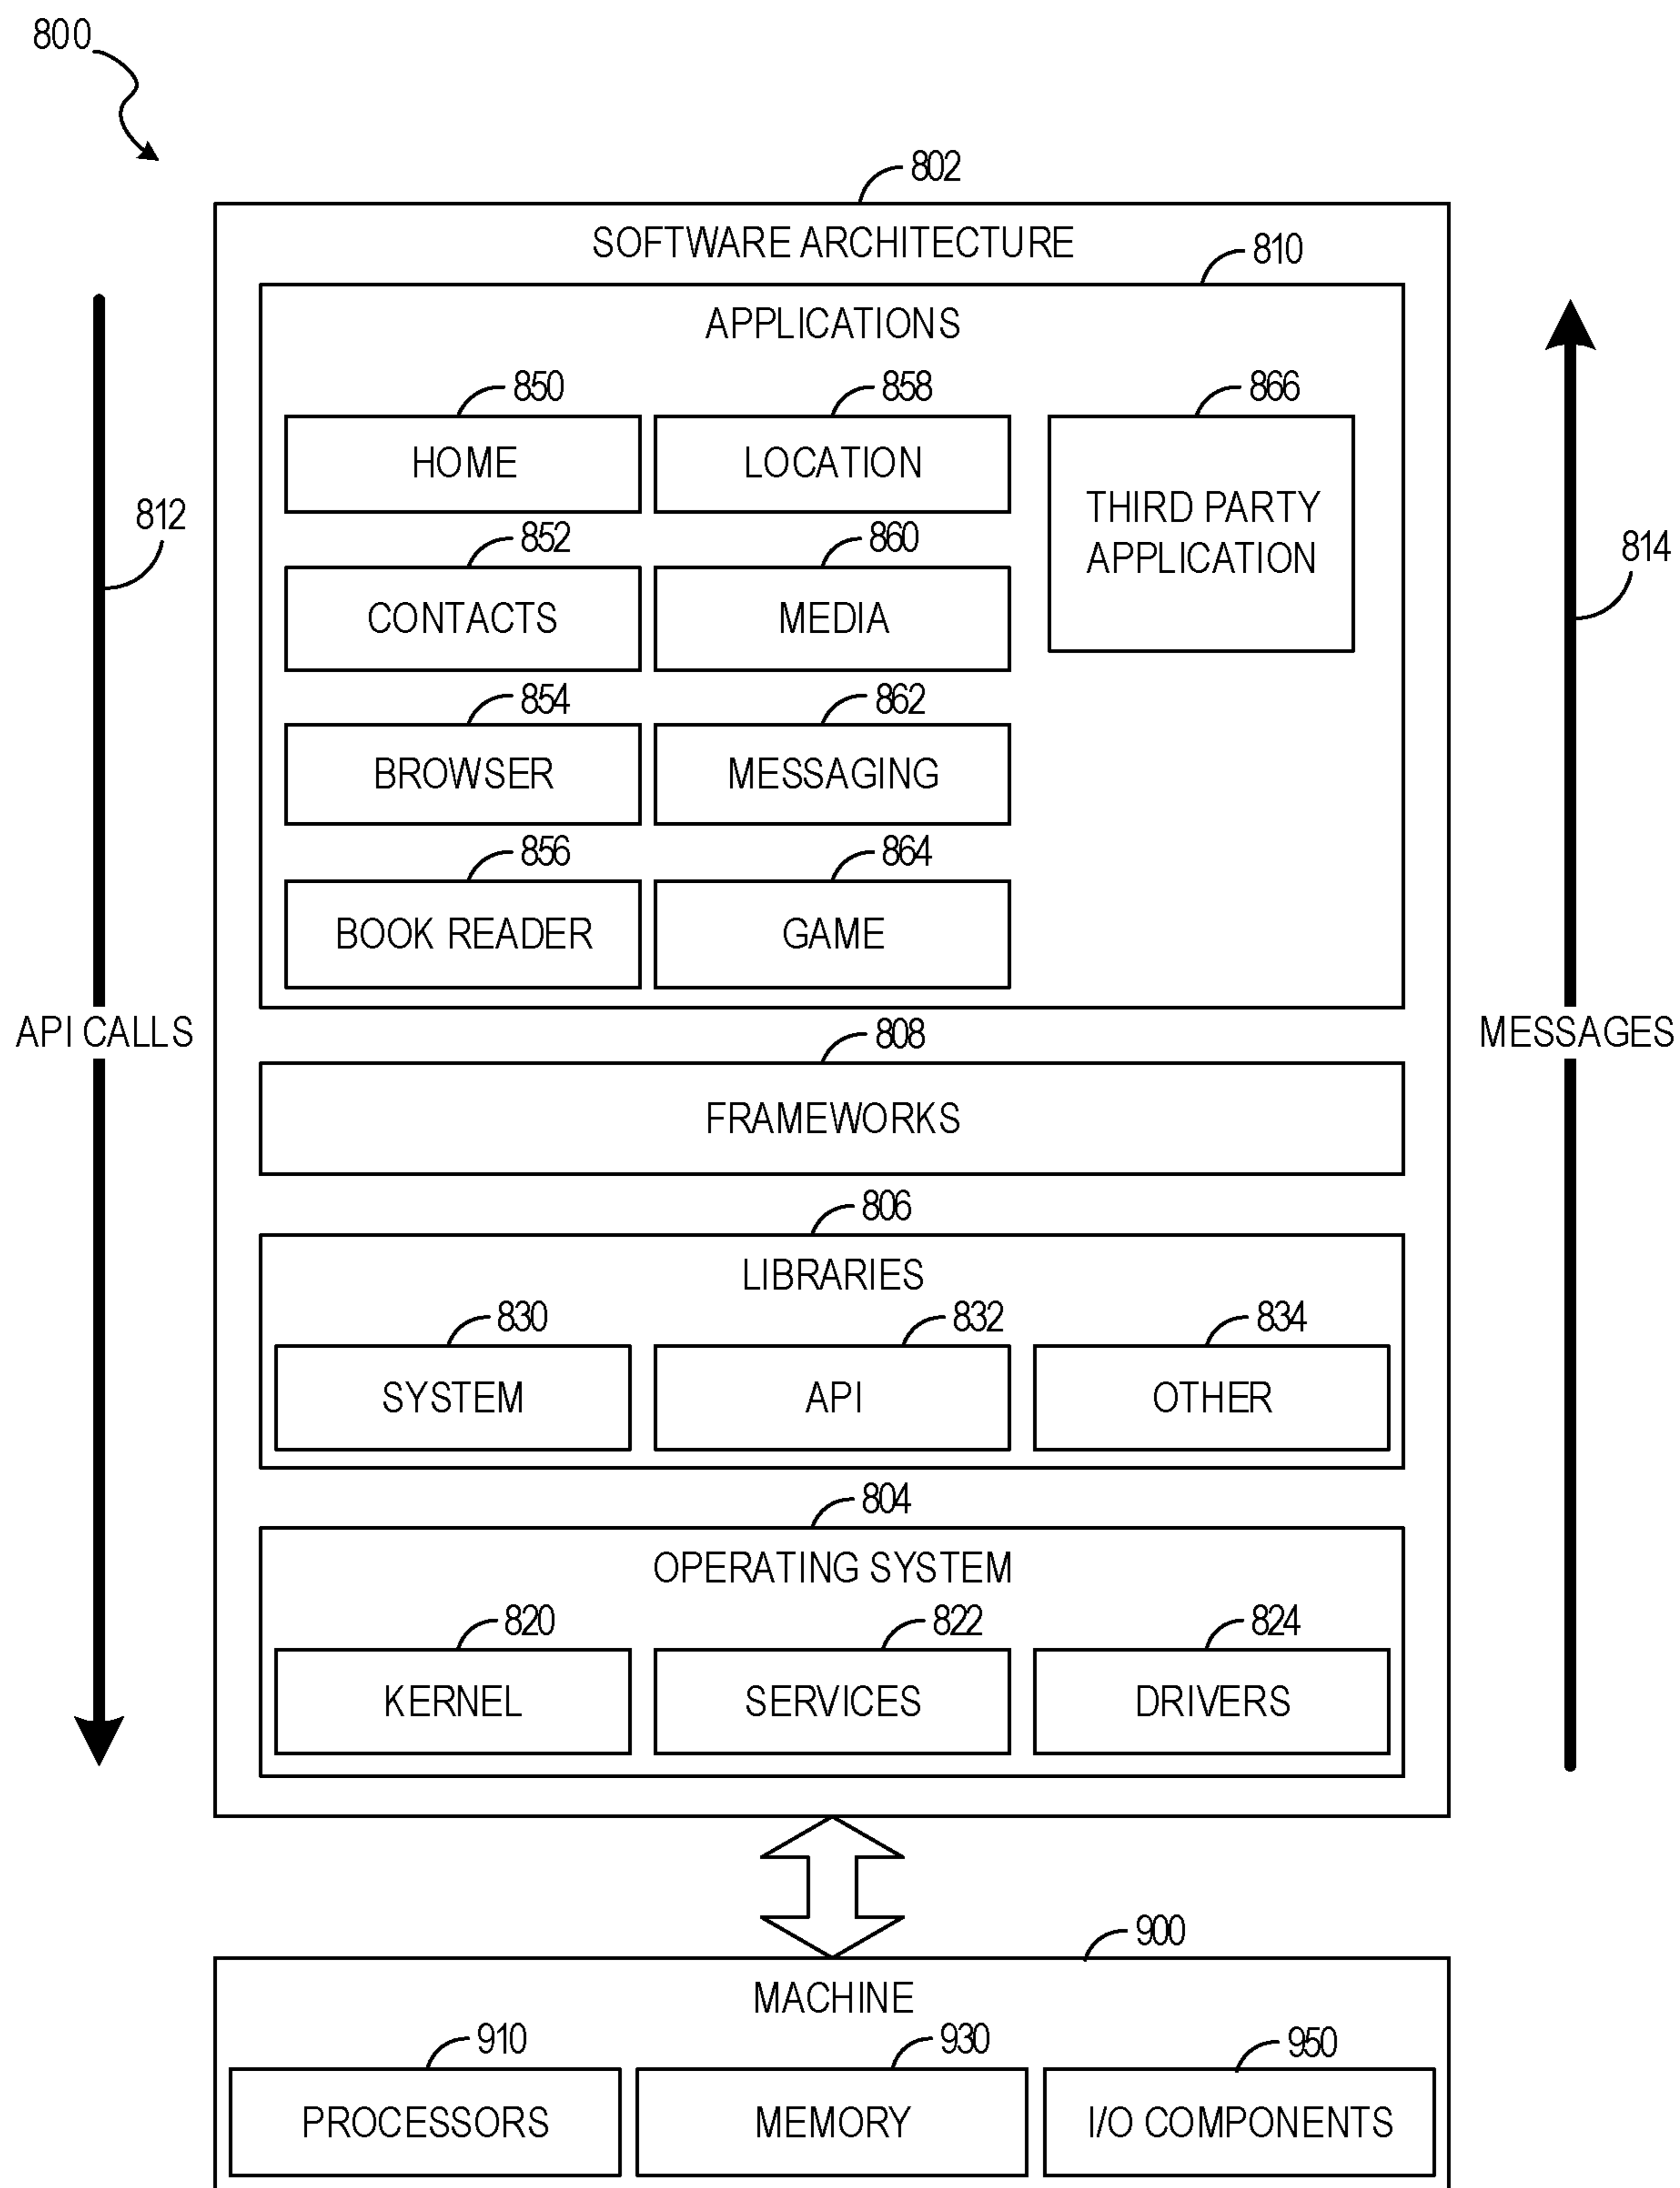 800
802
SOFTWARE ARCHITECTURE
810
APPLICATIONS
850
858
866
HOME
LOCATION
THIRD PARTY
APPLICATION
812
814
852
860
CONTACTS
MEDIA
854
862
BROWSER
MESSAGING
856
864
BOOK READER
GAME
API CALLS
MESSAGES
808
FRAMEWORKS
806
LIBRARIES
830
832
834
SYSTEM
API
OTHER
804
OPERATING SYSTEM
820
822
824
KERNEL
SERVICES
DRIVERS
900
MACHINE
910
930
950
PROCESSORS
MEMORY
I/O COMPONENTS